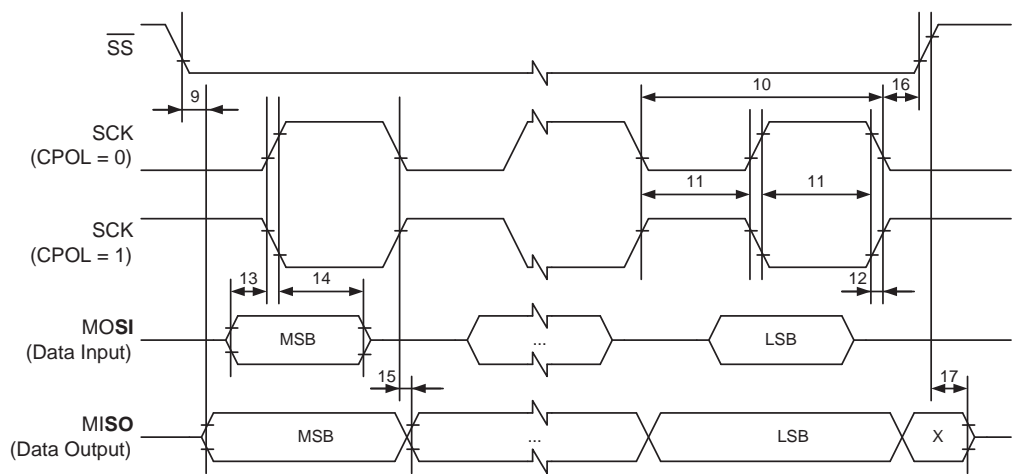 SS
9
10
16
SCK
(CPOL = 0)
11
11
SCK
(CPOL = 1)
13
14
12
MOSI
(Data Input)
MSB
...
LSB
15
17
MISO
(Data Output)
MSB
...
LSB
X